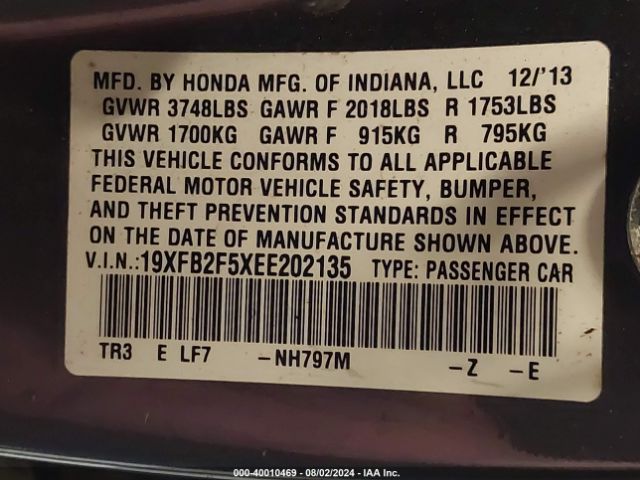 MFD. BY HONDA MFG. OF INDIANA, LLC 12/'13
GVWR 3748LBS GAWR F 2018LBS R 1753LBS
GVWR 1700KG GAWR F 915KG R 795KG
THIS VEHICLE CONFORMS TO ALL APPLICABLE
FEDERAL MOTOR VEHICLE SAFETY, BUMPER,
AND THEFT PREVENTION STANDARDS IN EFFECT
ON THE DATE OF MANUFACTURE SHOWN ABOVE.
V.I.N.:19XFB2F5XEE202135 TYPE: PASSENGER CAR
TR3 E LF7 -NH797M -Z -E
000-40010469 - 08/02/2024 - IAA Inc.